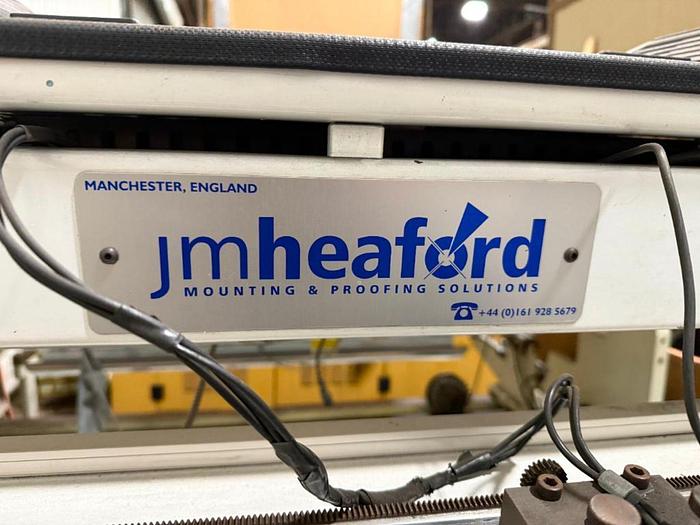 MANCHESTER, ENGLAND
jmheaford
MOUNTING & PROOFING SOLUTIONS
+44 (0)161 928 5679